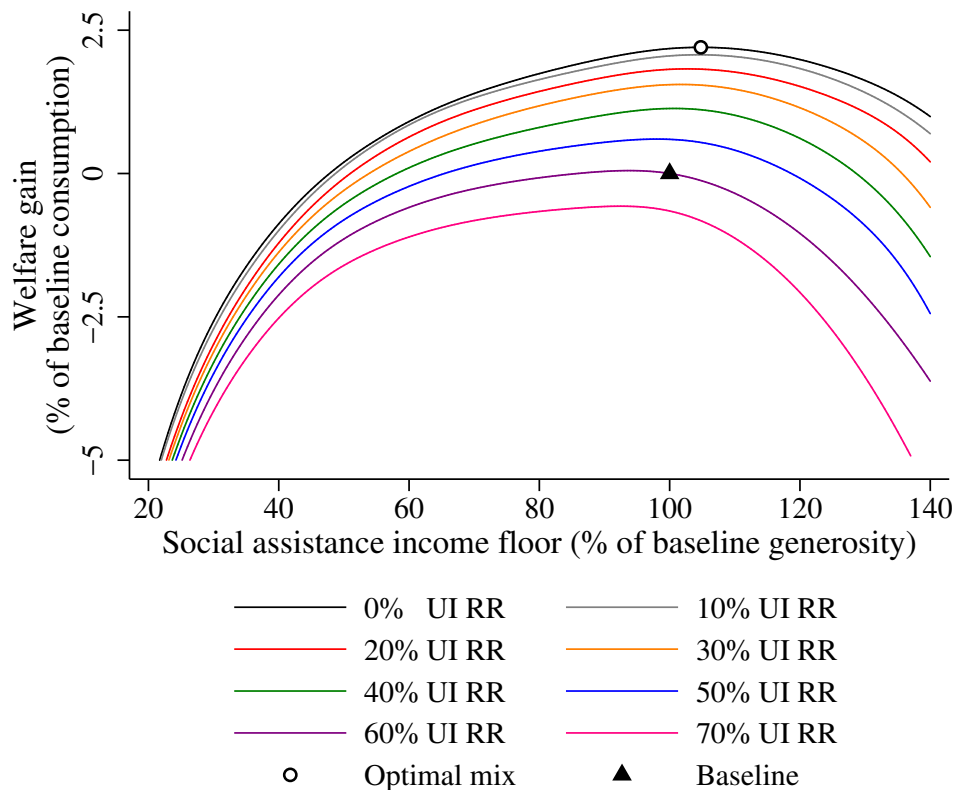 Welfare gain
(% of baseline consumption)
2.5
0
−2.5
−5
20
40
60
80
100
120
140
Social assistance income floor (% of baseline generosity)
0% UI RR
10% UI RR
20% UI RR
30% UI RR
40% UI RR
50% UI RR
60% UI RR
70% UI RR
Optimal mix
Baseline